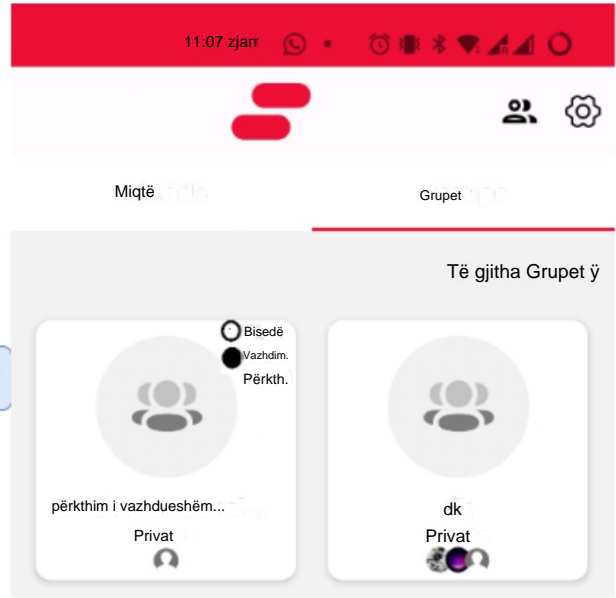 11:07 zjarr
Miqtë
Grupet
Të gjitha Grupet ÿ
Bisedë
Vazhdim.
Përkth.
përkthim i vazhdueshëm...
Privat
dk
Privat